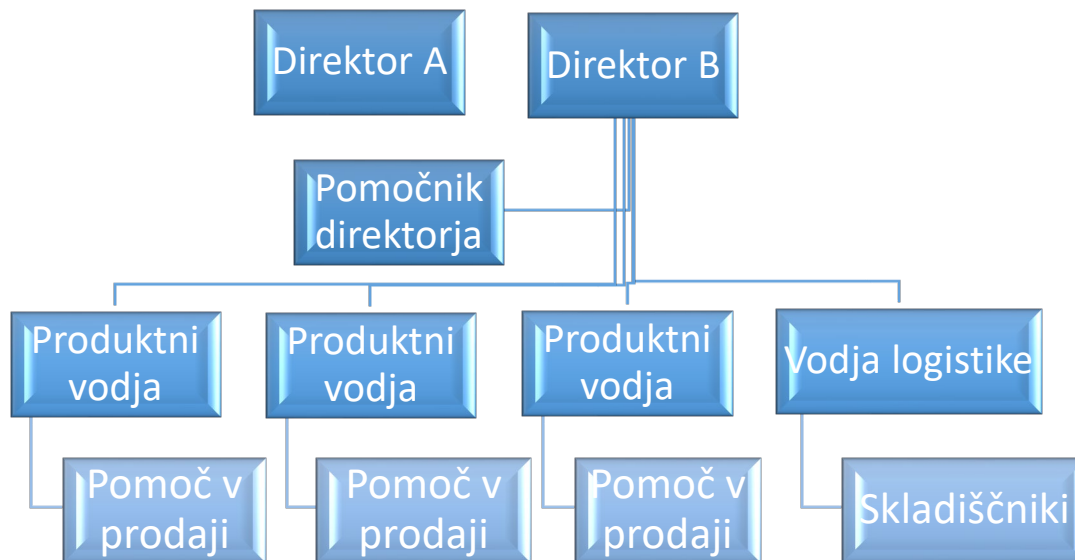 Direktor A
Direktor B
Pomočnik
direktorja
Produktni
vodja
Produktni
vodja
Produktni
vodja
Vodja logistike
Pomoč v
prodaji
Pomoč v
prodaji
Pomoč v
prodaji
Skladiščniki